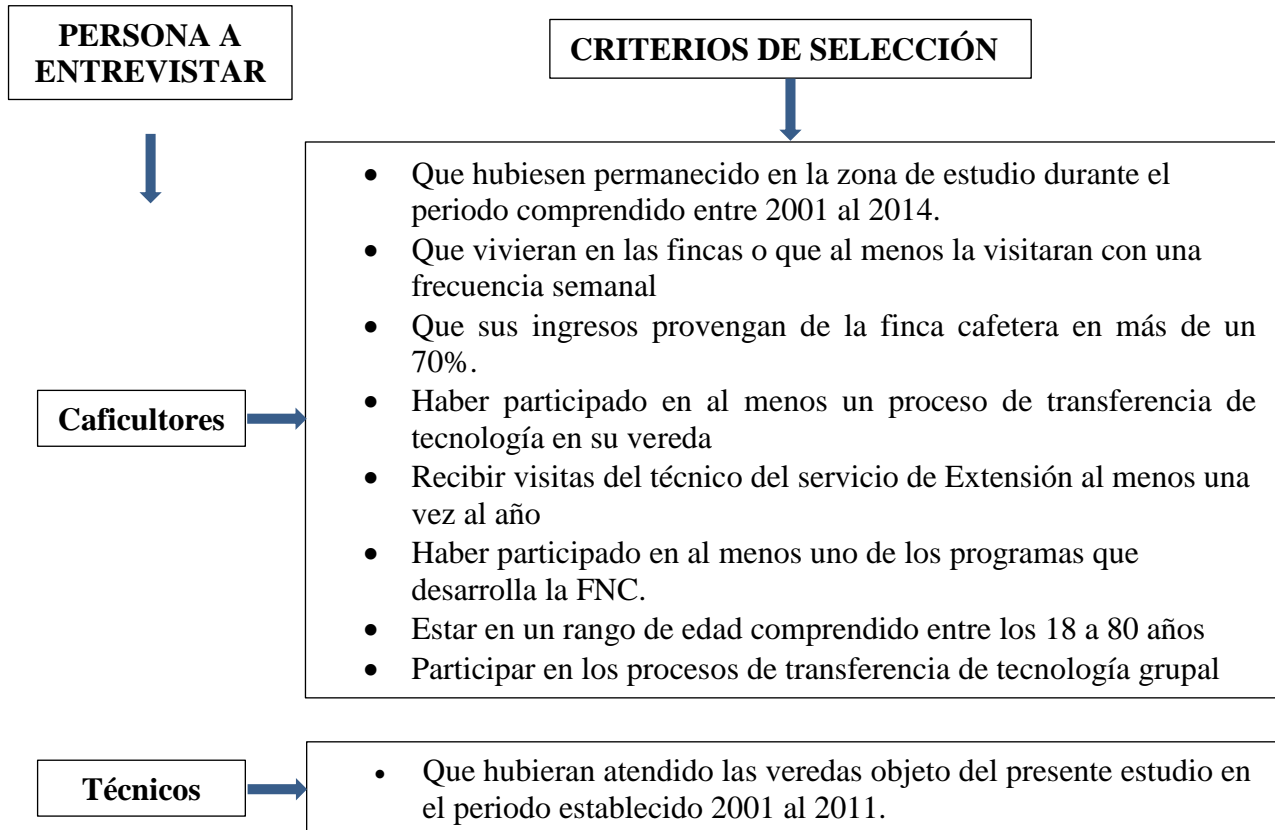 PERSONA A
ENTREVISTAR
CRITERIOS DE SELECCIÓN
Caficultores
• Que hubiesen permanecido en la zona de estudio durante el
periodo comprendido entre 2001 al 2014.
• Que vivieran en las fincas o que al menos la visitaran con una
frecuencia semanal
• Que sus ingresos provengan de la finca cafetera en más de un
70%.
• Haber participado en al menos un proceso de transferencia de
tecnología en su vereda
• Recibir visitas del técnico del servicio de Extensión al menos una
vez al año
• Haber participado en al menos uno de los programas que
desarrolla la FNC.
• Estar en un rango de edad comprendido entre los 18 a 80 años
• Participar en los procesos de transferencia de tecnología grupal
Técnicos
• Que hubieran atendido las veredas objeto del presente estudio en
el periodo establecido 2001 al 2011.